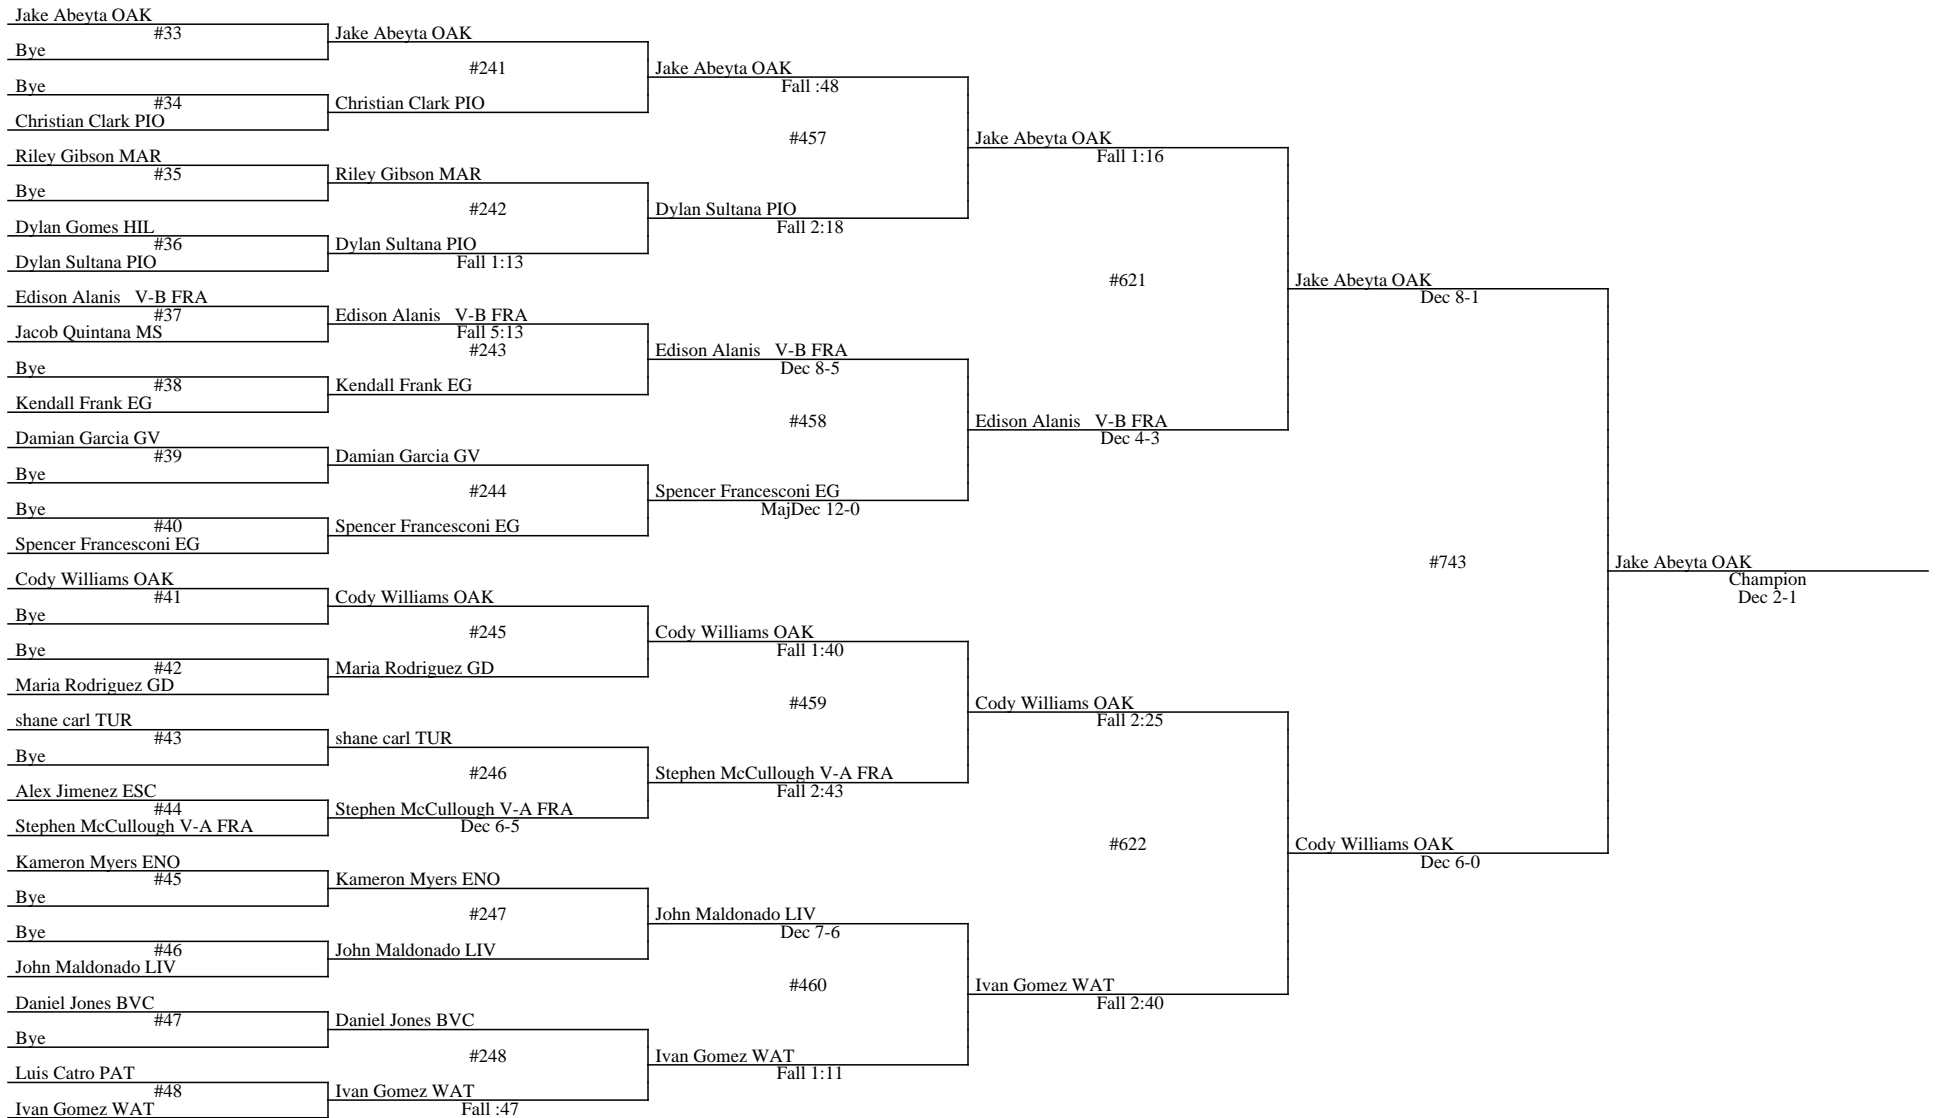 Jake Abeyta OAK
#33
Bye
Bye
#34
Christian Clark PIO
Riley Gibson MAR
#35
Bye
Dylan Gomes HIL
#36
Dylan Sultana PIO
Edison Alanis   V-B FRA
#37
Jacob Quintana MS
Bye
#38
Kendall Frank EG
Damian Garcia GV
#39
Bye
Bye
#40
Spencer Francesconi EG
Cody Williams OAK
#41
Bye
Bye
#42
Maria Rodriguez GD
shane carl TUR
#43
Bye
Alex Jimenez ESC
#44
Stephen McCullough V-A FRA
Kameron Myers ENO
#45
Bye
Bye
#46
John Maldonado LIV
Daniel Jones BVC
#47
Bye
Luis Catro PAT
#48
Ivan Gomez WAT
Jake Abeyta OAK
#241
Christian Clark PIO
Riley Gibson MAR
#242
Dylan Sultana PIO
Fall 1:13
Edison Alanis   V-B FRA
Fall 5:13
#243
Kendall Frank EG
Damian Garcia GV
#244
Spencer Francesconi EG
Cody Williams OAK
#245
Maria Rodriguez GD
shane carl TUR
#246
Stephen McCullough V-A FRA
Dec 6-5
Kameron Myers ENO
#247
John Maldonado LIV
Daniel Jones BVC
#248
Ivan Gomez WAT
Fall :47
Jake Abeyta OAK
Fall :48
#457
Dylan Sultana PIO
Fall 2:18
Edison Alanis   V-B FRA
Dec 8-5
#458
Spencer Francesconi EG
MajDec 12-0
Cody Williams OAK
Fall 1:40
#459
Stephen McCullough V-A FRA
Fall 2:43
John Maldonado LIV
Dec 7-6
#460
Ivan Gomez WAT
Fall 1:11
Jake Abeyta OAK
Fall 1:16
#621
Edison Alanis   V-B FRA
Dec 4-3
Cody Williams OAK
Fall 2:25
#622
Ivan Gomez WAT
Fall 2:40
Jake Abeyta OAK
Dec 8-1
#743
Cody Williams OAK
Dec 6-0
Jake Abeyta OAK
Champion
Dec 2-1